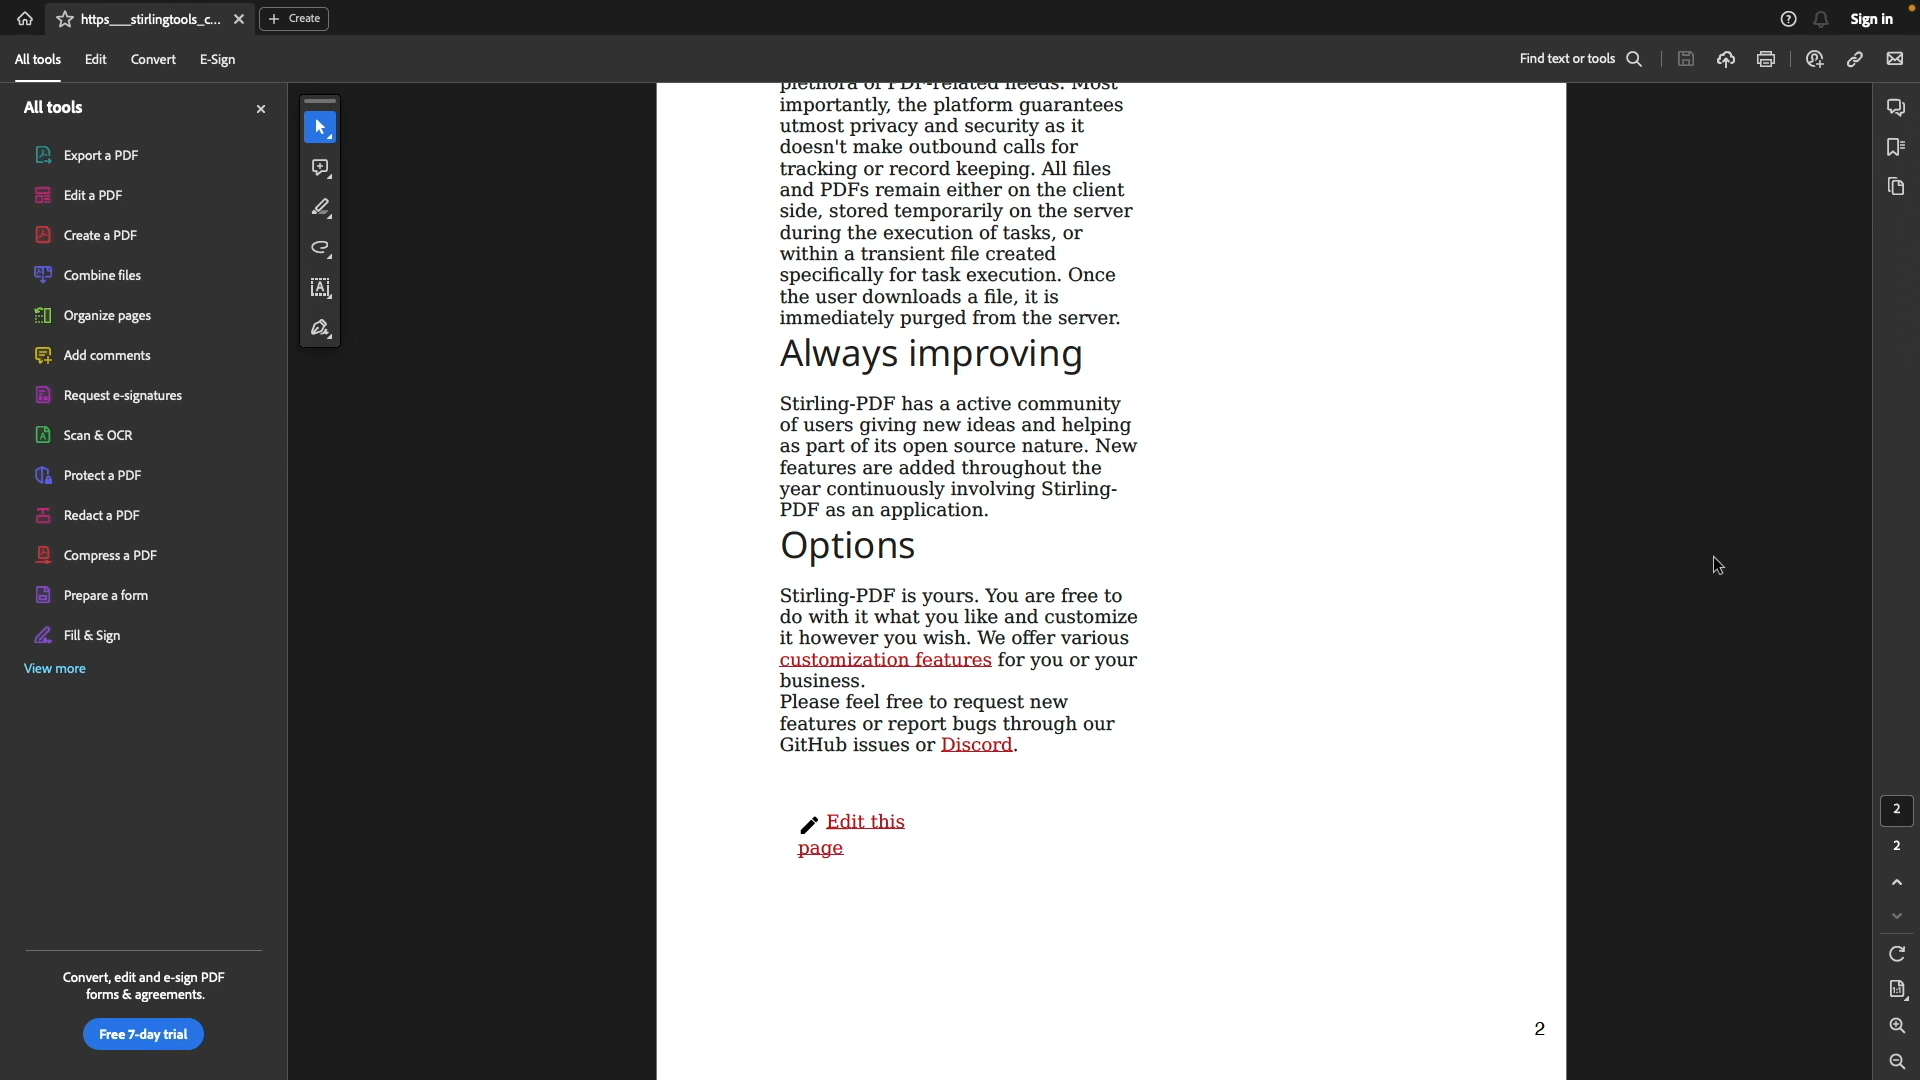 https___stirlingtools_c...
Create
Sign in
All tools
Edit
Convert
E-Sign
Find text or tools
All tools
Export a PDF
Edit a PDF
Create a PDF
Combine files
Organize pages
Add comments
Request e-signatures
Scan & OCR
Protect a PDF
Redact a PDF
Compress a PDF
Prepare a form
Fill & Sign
View more
Convert, edit and e-sign PDF
forms & agreements.
Free 7-day trial
plethora of PDF-related needs. Most
importantly, the platform guarantees
utmost privacy and security as it
doesn't make outbound calls for
tracking or record keeping. All files
and PDFs remain either on the client
side, stored temporarily on the server
during the execution of tasks, or
within a transient file created
specifically for task execution. Once
the user downloads a file, it is
immediately purged from the server.
Always improving
Stirling-PDF has a active community
of users giving new ideas and helping
as part of its open source nature. New
features are added throughout the
year continuously involving Stirling-
PDF as an application.
Options
Stirling-PDF is yours. You are free to
do with it what you like and customize
it however you wish. We offer various
customization features for you or your
business.
Please feel free to request new
features or report bugs through our
GitHub issues or Discord.
Edit this
page
2
2
2